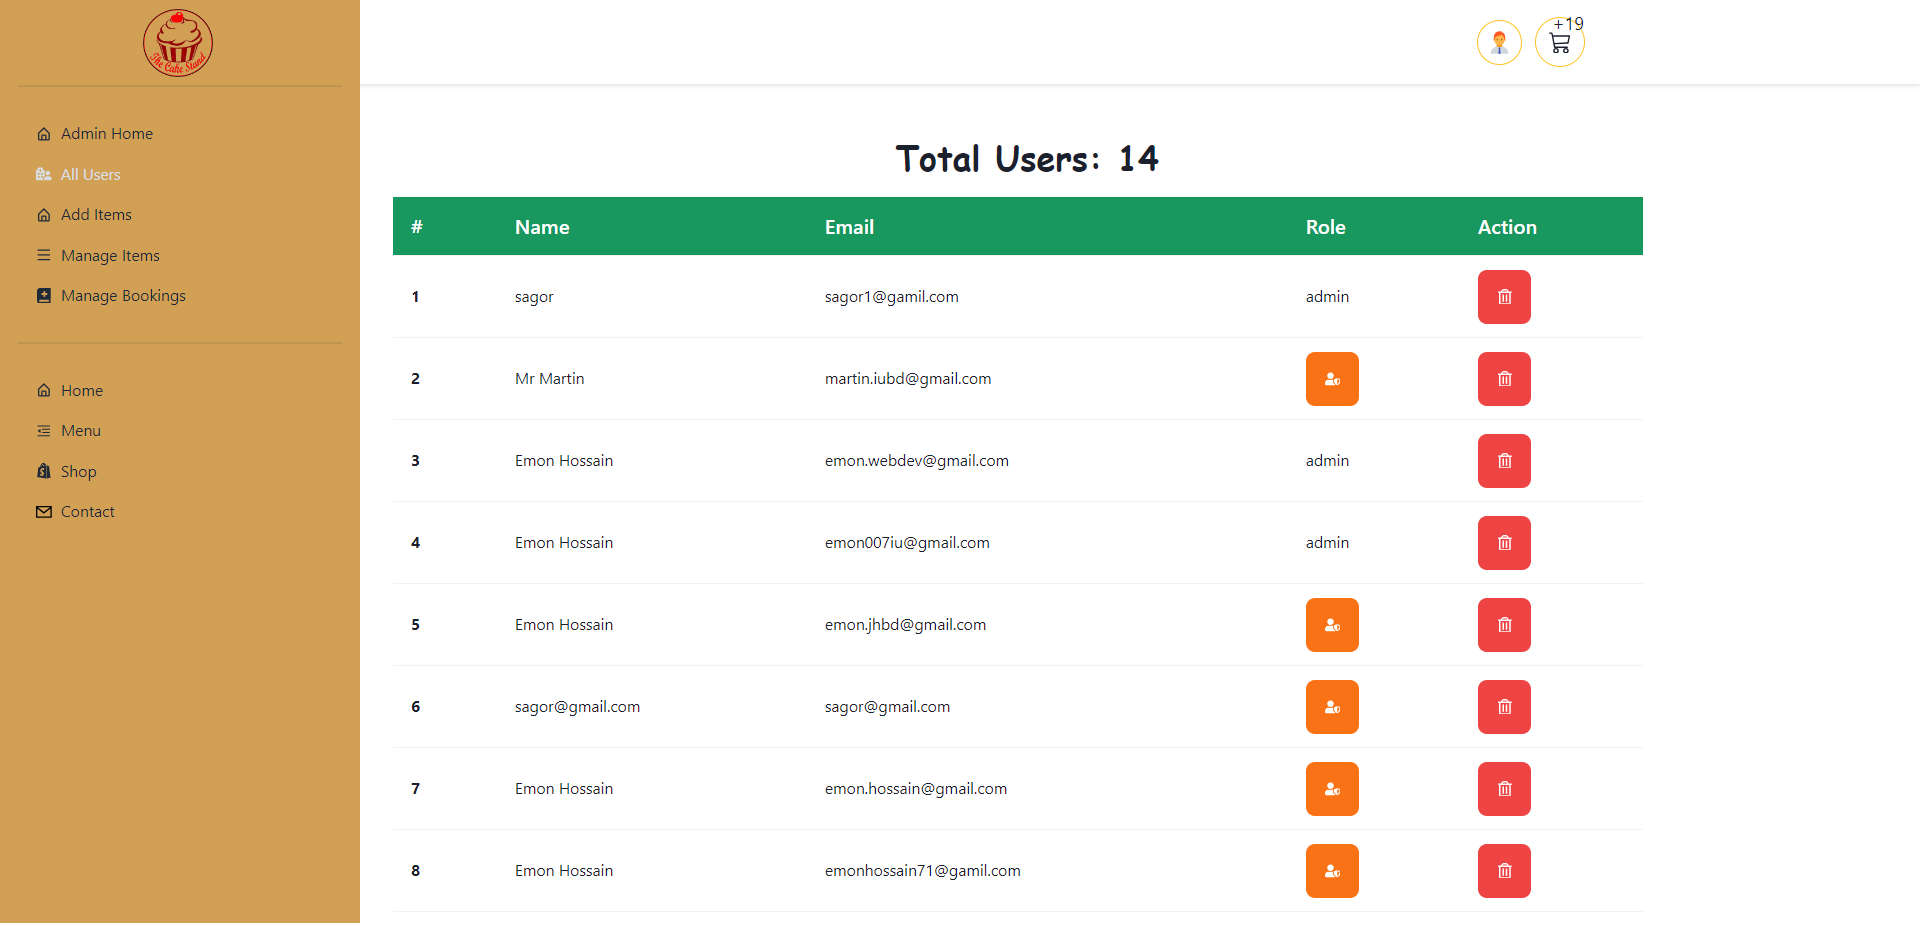 The Cake Stand
+19
Admin Home
All Users
Add Items
Manage Items
Manage Bookings
Home
Menu
Shop
Contact
Total Users: 14
# Name Email Role Action
1 sagor sagor1@gamil.com admin
2 Mr Martin martin.iubd@gmail.com
3 Emon Hossain emon.webdev@gmail.com admin
4 Emon Hossain emon007iu@gmail.com admin
5 Emon Hossain emon.jhbd@gmail.com
6 sagor@gmail.com sagor@gmail.com
7 Emon Hossain emon.hossain@gmail.com
8 Emon Hossain emonhossain71@gamil.com